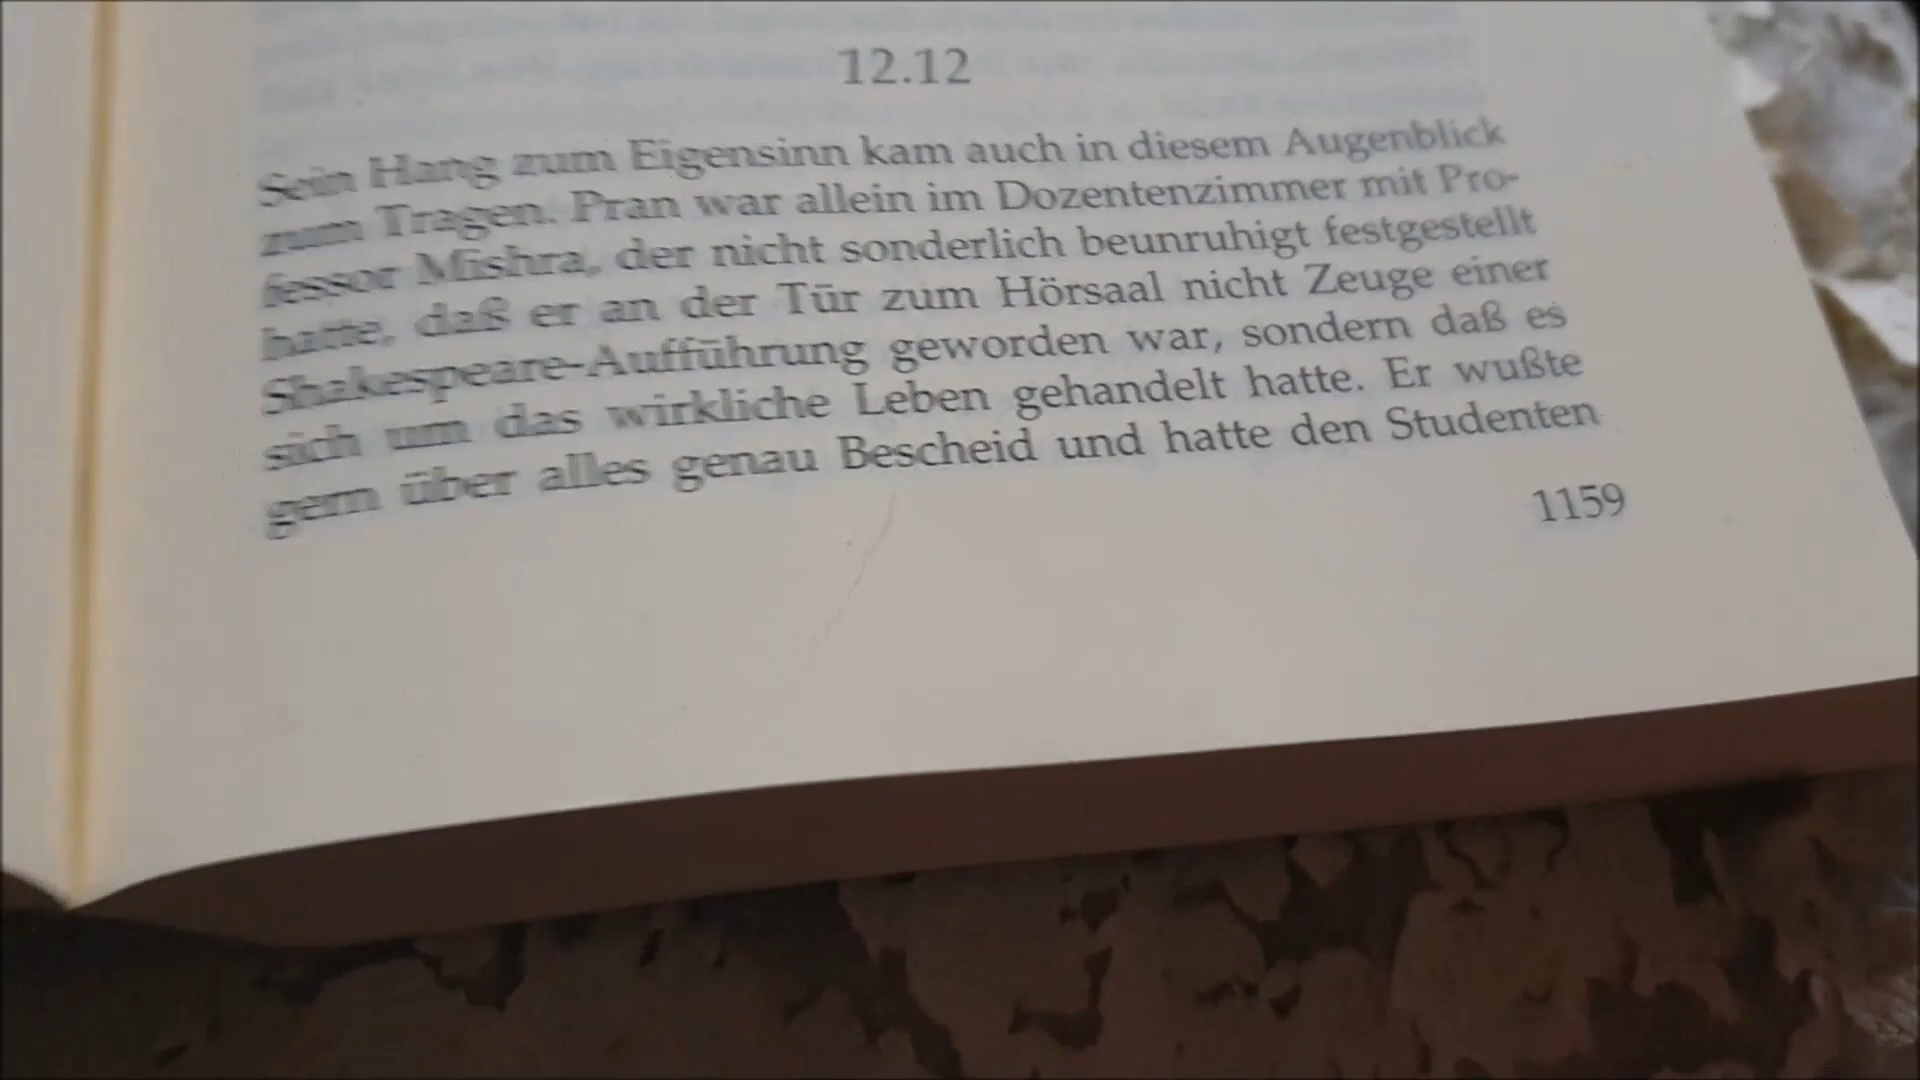 12.12
Sein Hang zum Eigensinn kam auch in diesem Augenblick
zum Tragen. Pran war allein im Dozentenzimmer mit Pro-
fessor Mishra, der nicht sonderlich beunruhigt festgestellt
hatte, daß er an der Tür zum Hörsaal nicht Zeuge einer
Shakespeare-Aufführung geworden war, sondern daß es
sich um das wirkliche Leben gehandelt hatte. Er wußte
gern über alles genau Bescheid und hatte den Studenten
1159